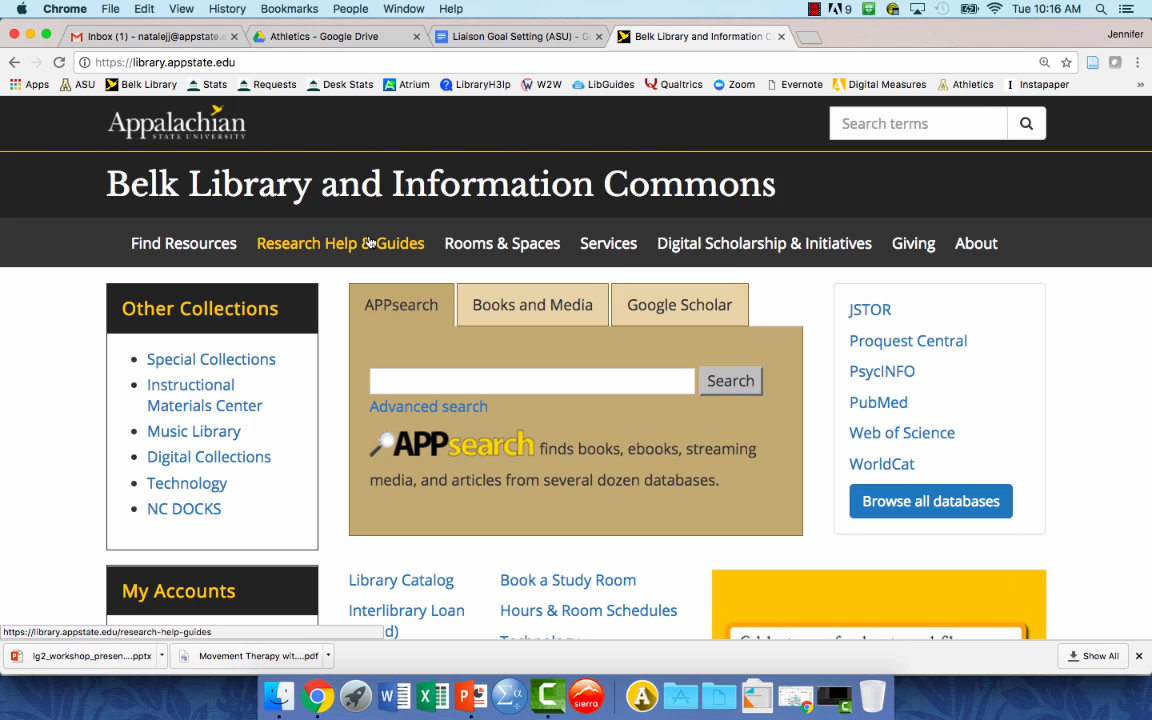 Chrome File Edit View History Bookmarks People Window Help 9 Tue 10:16 AM
Inbox (1) - natalejj@appstate.e Athletics - Google Drive Liaison Goal Setting (ASU) - G Belk Library and Information C Jennifer
https://library.appstate.edu
Apps ASU Belk Library Stats Requests Desk Stats Atrium LibraryH3lp W2W LibGuides Qualtrics Zoom Evernote Digital Measures Athletics Instapaper »
Appalachian
STATE UNIVERSITY
Search terms
Belk Library and Information Commons
Find Resources Research Help & Guides Rooms & Spaces Services Digital Scholarship & Initiatives Giving About
Other Collections
Special Collections
Instructional
Materials Center
Music Library
Digital Collections
Technology
NC DOCKS
My Accounts
APPsearch Books and Media Google Scholar
Search
Advanced search
APPsearch finds books, ebooks, streaming
media, and articles from several dozen databases.
JSTOR
Proquest Central
PsycINFO
PubMed
Web of Science
WorldCat
Browse all databases
Library Catalog Book a Study Room
Interlibrary Loan Hours & Room Schedules
d) Technology
https://library.appstate.edu/research-help-guides
lg2_workshop_presen....pptx Movement Therapy wit....pdf Show All
sierra